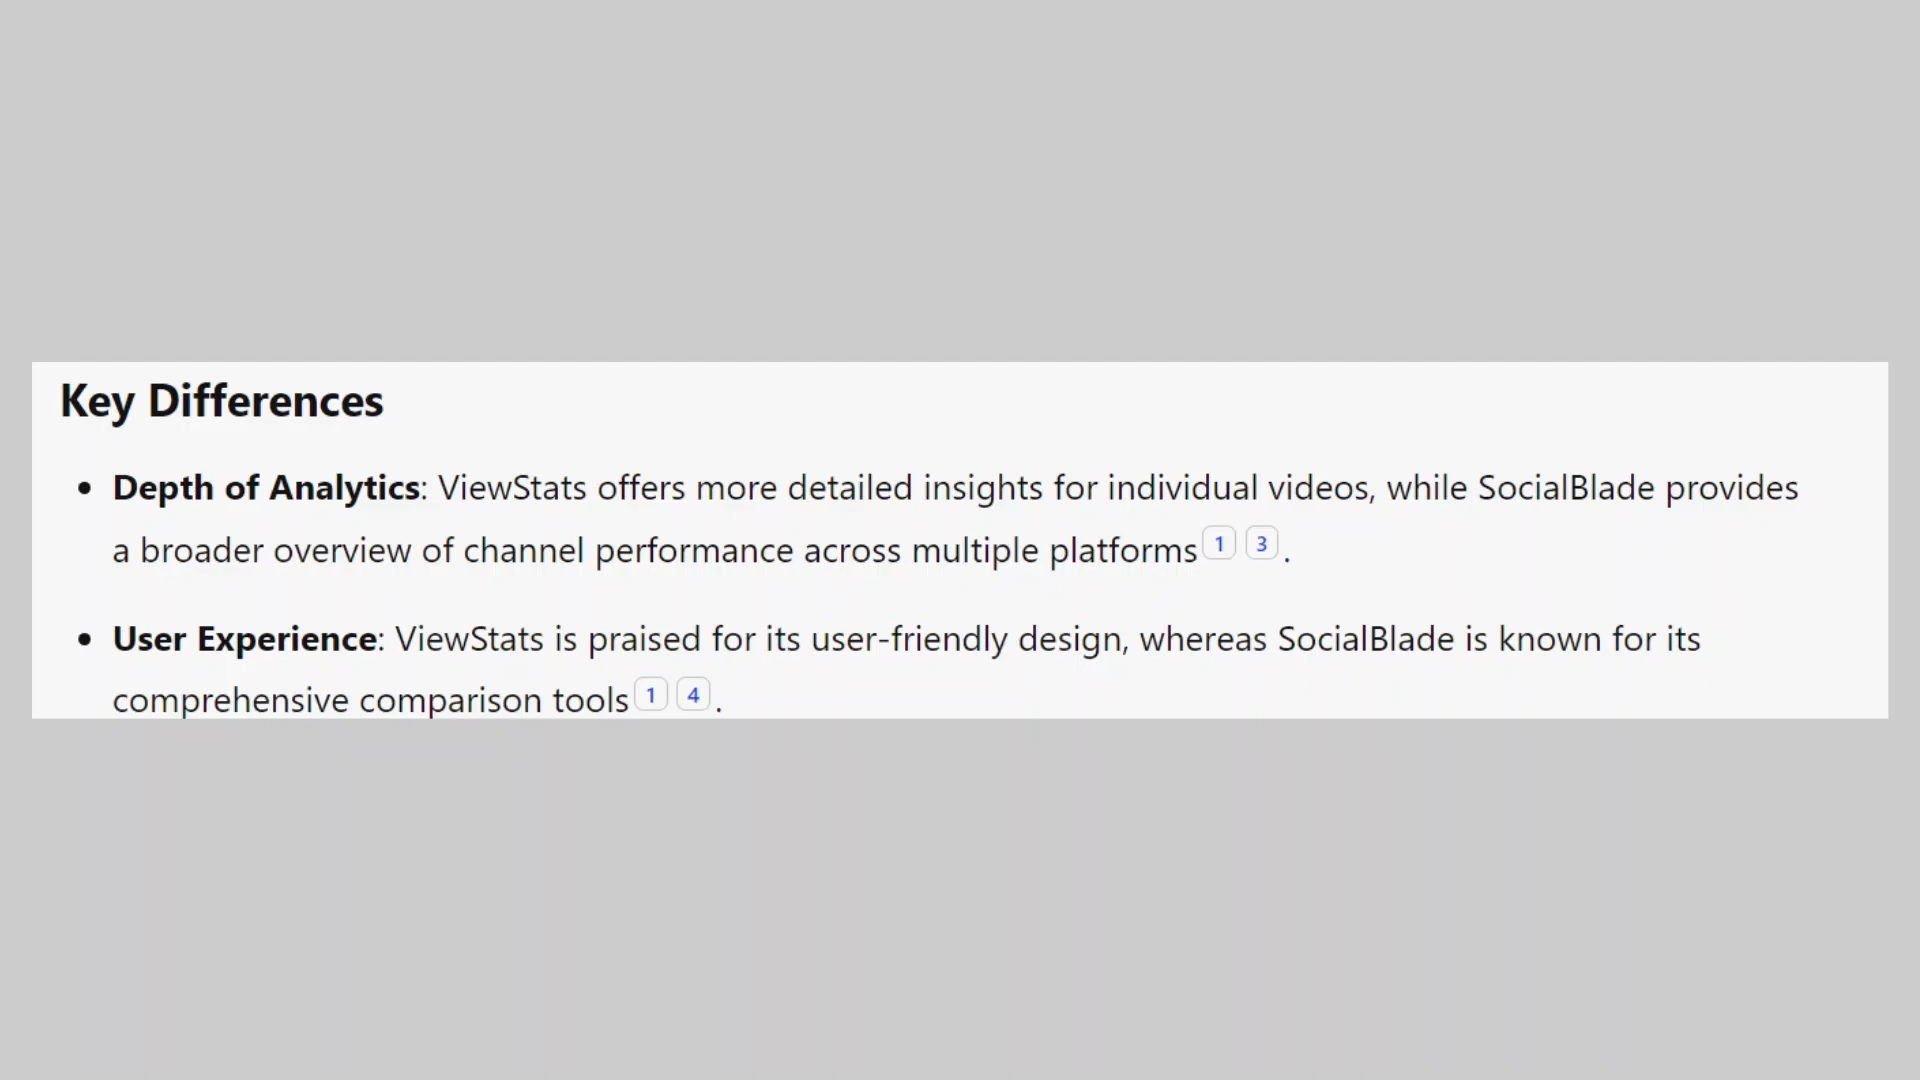 Key Differences
• Depth of Analytics: ViewStats offers more detailed insights for individual videos, while SocialBlade provides
a broader overview of channel performance across multiple platforms 1 3 .
• User Experience: ViewStats is praised for its user-friendly design, whereas SocialBlade is known for its
comprehensive comparison tools 1 4 .